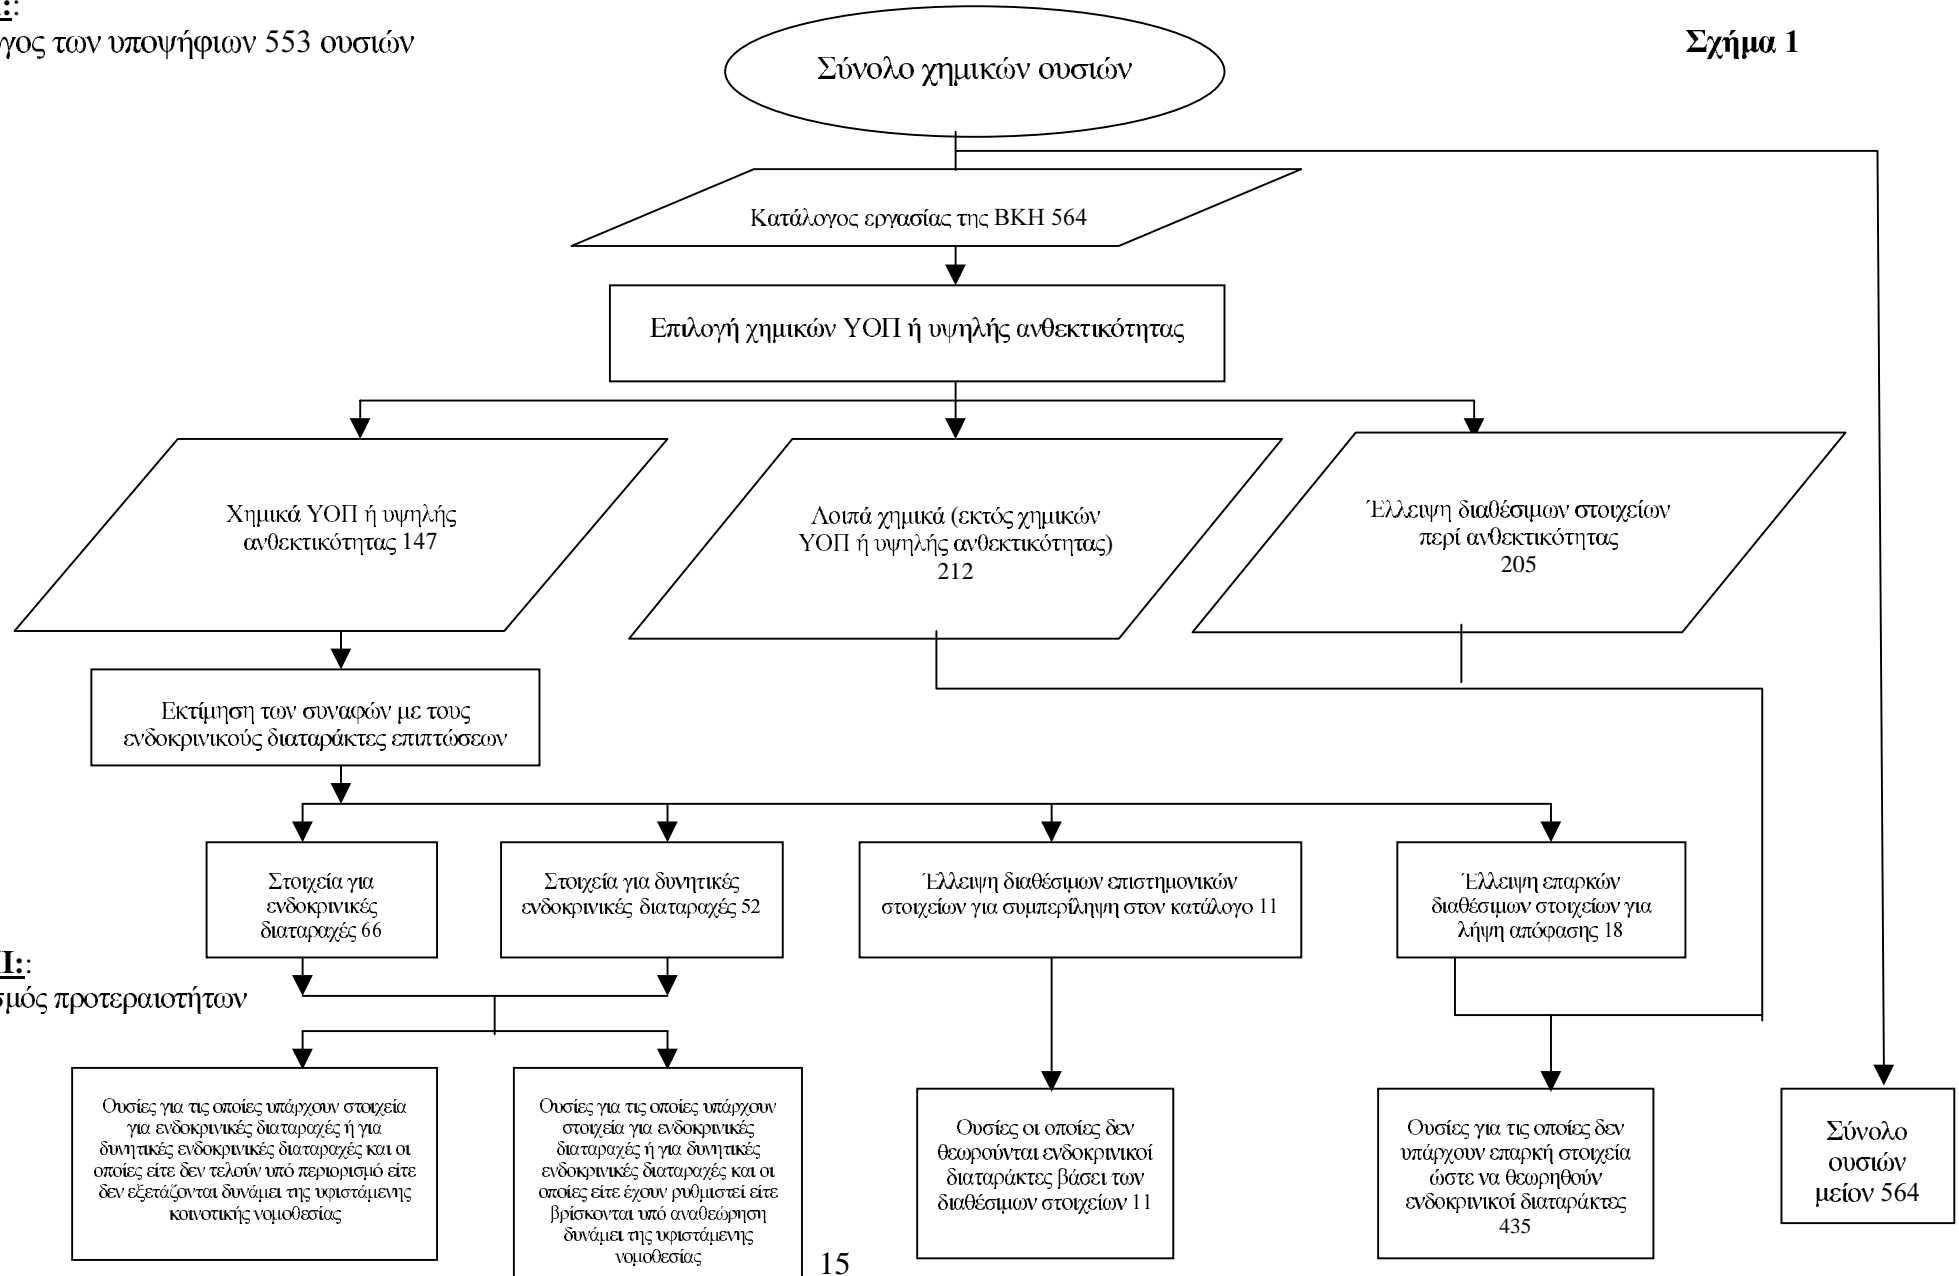 I::
γος των υποψήφιων 553 ουσιών
Σχήμα 1
Σύνολο χημικών ουσιών
Κατάλογος εργασίας της BKH 564
Επιλογή χημικών ΥΟΠ ή υψηλής ανθεκτικότητας
Χημικά ΥΟΠ ή υψηλής
ανθεκτικότητας 147
Λοιπά χημικά (εκτός χημικών
ΥΟΠ ή υψηλής ανθεκτικότητας)
212
Έλλειψη διαθέσιμων στοιχείων
περί ανθεκτικότητας
205
Εκτίμηση των συναφών με τους
ενδοκρινικούς διαταράκτες επιπτώσεων
Στοιχεία για
ενδοκρινικές
διαταραχές 66
Στοιχεία για δυνητικές
ενδοκρινικές διαταραχές 52
Έλλειψη διαθέσιμων επιστημονικών
στοιχείων για συμπερίληψη στον κατάλογο 11
Έλλειψη επαρκών
διαθέσιμων στοιχείων για
λήψη απόφασης 18
II::
σμός προτεραιοτήτων
Ουσίες για τις οποίες υπάρχουν στοιχεία
για ενδοκρινικές διαταραχές ή για
δυνητικές ενδοκρινικές διαταραχές και οι
οποίες είτε δεν τελούν υπό περιορισμό είτε
δεν εξετάζονται δυνάμει της υφιστάμενης
κοινοτικής νομοθεσίας
Ουσίες για τις οποίες υπάρχουν
στοιχεία για ενδοκρινικές
διαταραχές ή για δυνητικές
ενδοκρινικές διαταραχές και οι
οποίες είτε έχουν ρυθμιστεί είτε
βρίσκονται υπό αναθεώρηση
δυνάμει της υφιστάμενης
νομοθεσίας
Ουσίες οι οποίες δεν
θεωρούνται ενδοκρινικοί
διαταράκτες βάσει των
διαθέσιμων στοιχείων 11
Ουσίες για τις οποίες δεν
υπάρχουν επαρκή στοιχεία
ώστε να θεωρηθούν
ενδοκρινικοί διαταράκτες
435
Σύνολο
ουσιών
μείον 564
15